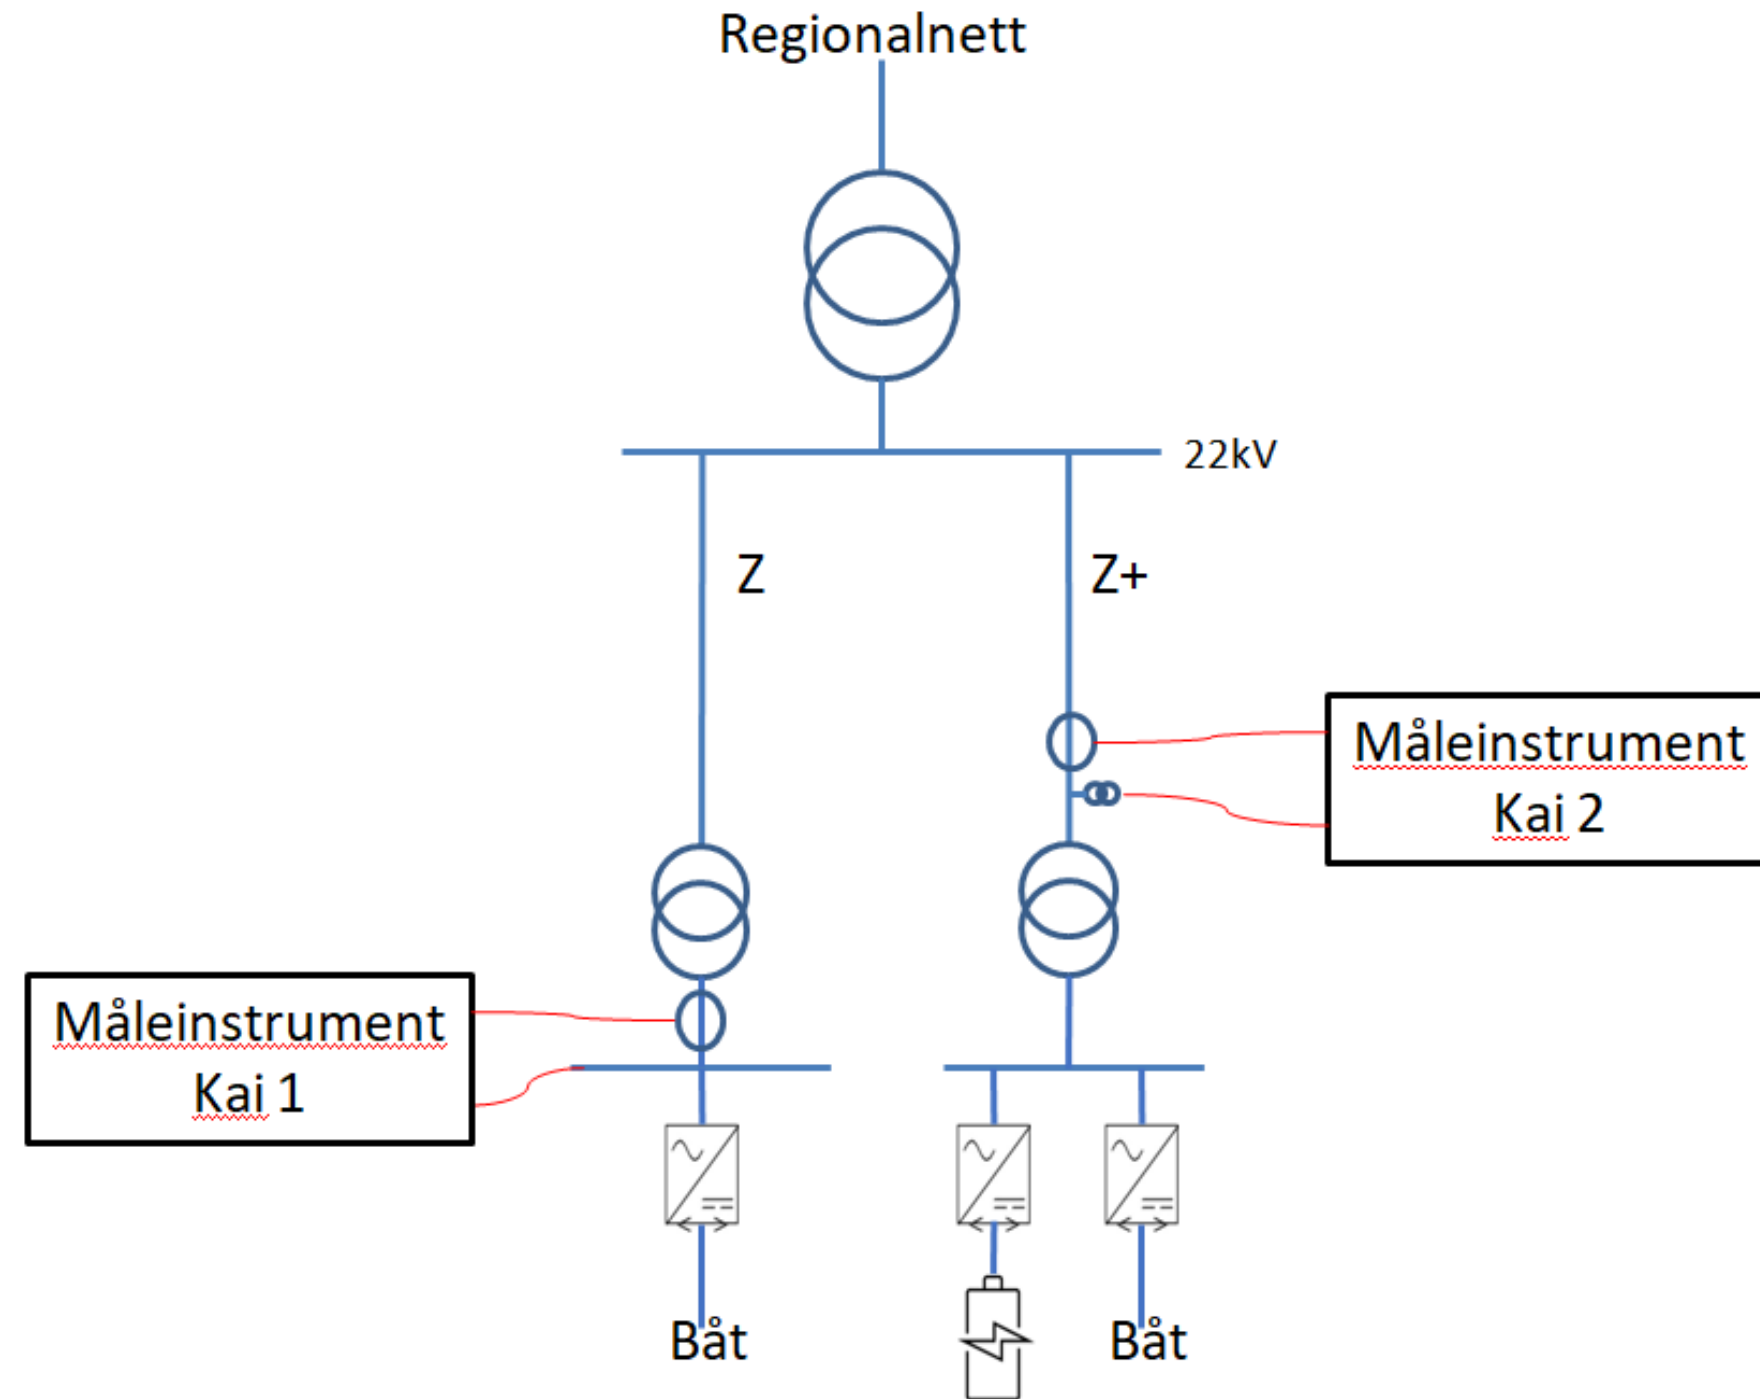 Regionalnett
22kV
Z
Z+
Måleinstrument
Kai 2
Måleinstrument
Kai 1
Båt
Båt